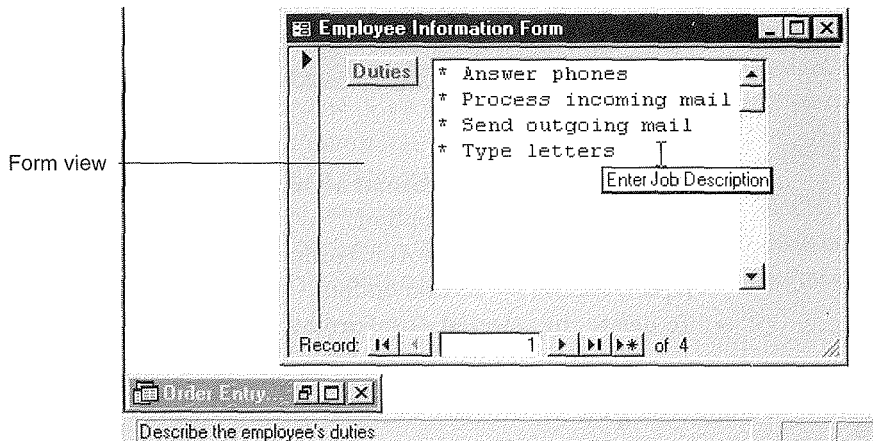 Employee Information Form
Duties
* Answer phones
* Process incoming mail
* Send outgoing mail
* Type letters
Form view
Enter Job Description
Record: 1 of 4
Order Entry...
Describe the employee's duties